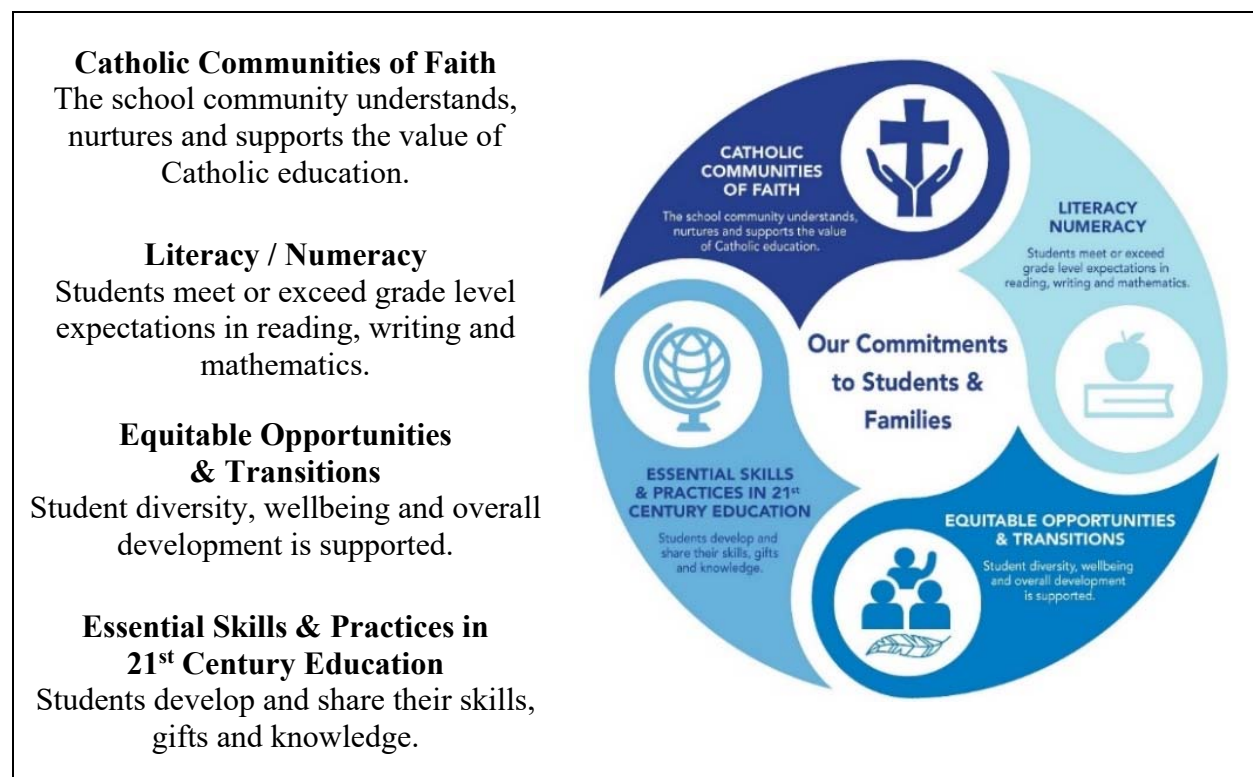 Catholic Communities of Faith
The school community understands,
nurtures and supports the value of
Catholic education.
Literacy / Numeracy
Students meet or exceed grade level
expectations in reading, writing and
mathematics.
Equitable Opportunities
& Transitions
Student diversity, wellbeing and overall
development is supported.
Essential Skills & Practices in
21st Century Education
Students develop and share their skills,
gifts and knowledge.
CATHOLIC
COMMUNITIES
OF FAITH
The school community understands,
nurtures and supports the value
of Catholic education.
LITERACY
NUMERACY
Students meet or exceed
grade level expectations in
reading, writing and mathematics.
Our Commitments
to Students &
Families
ESSENTIAL SKILLS
& PRACTICES IN 21st
CENTURY EDUCATION
Students develop and
share their skills, gifts
and knowledge.
EQUITABLE OPPORTUNITIES
& TRANSITIONS
Student diversity, wellbeing
and overall development
is supported.